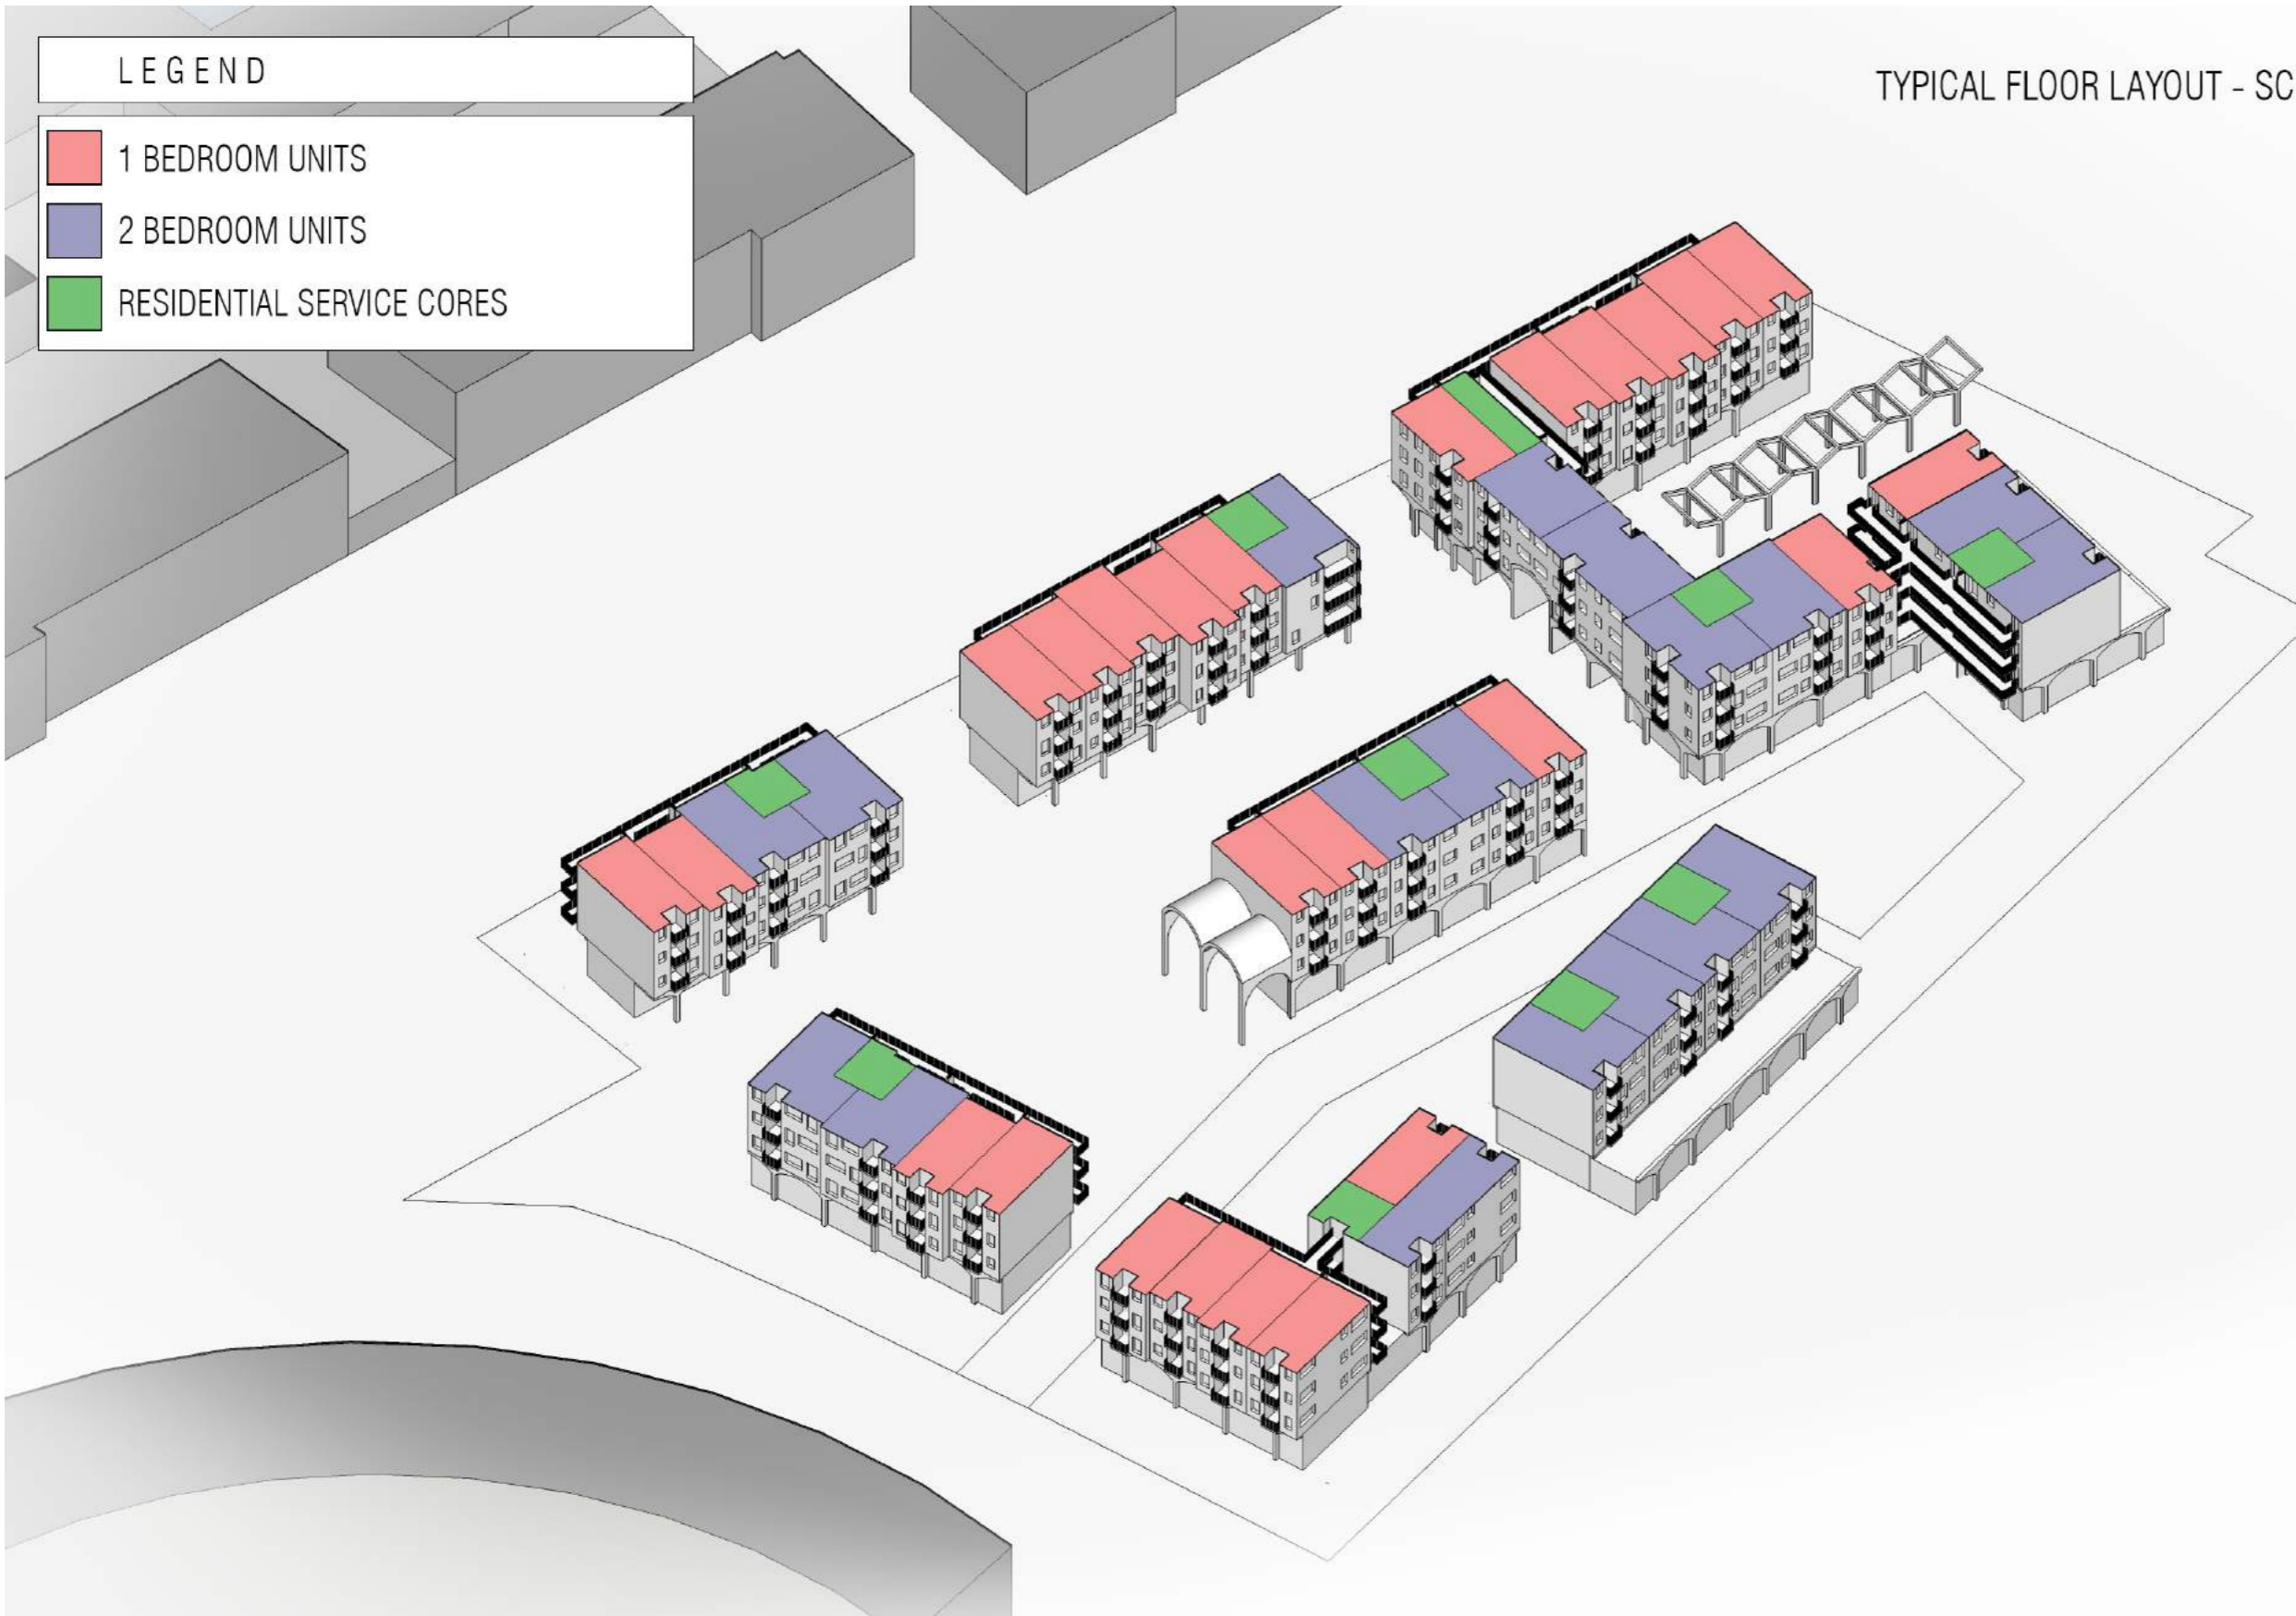 LEGEND
1 BEDROOM UNITS
2 BEDROOM UNITS
RESIDENTIAL SERVICE CORES
TYPICAL FLOOR LAYOUT - SC